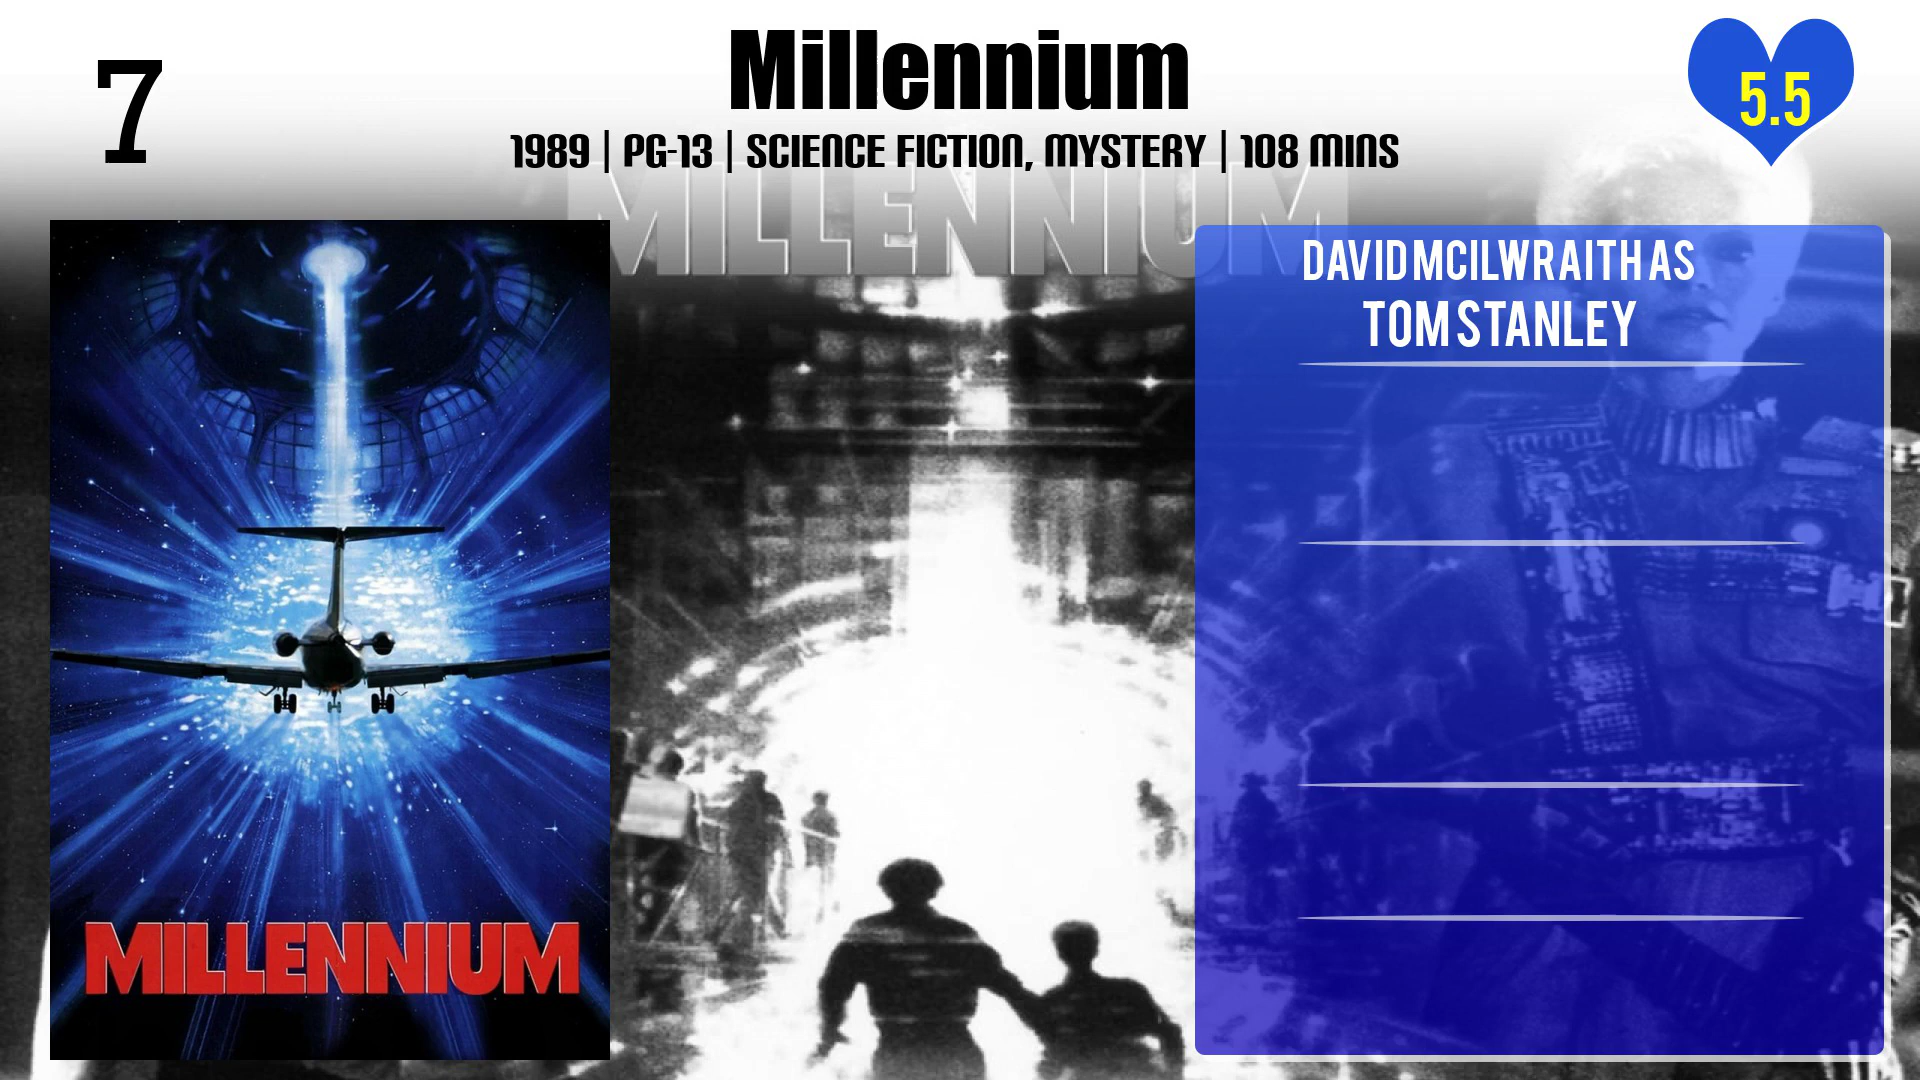 7
Millennium
1989 | PG-13 | SCIENCE FICTION, MYSTERY | 108 MINS
5.5
MILLENNIUM
DAVID MCILWRAITH AS
TOM STANLEY
MILLENNIUM